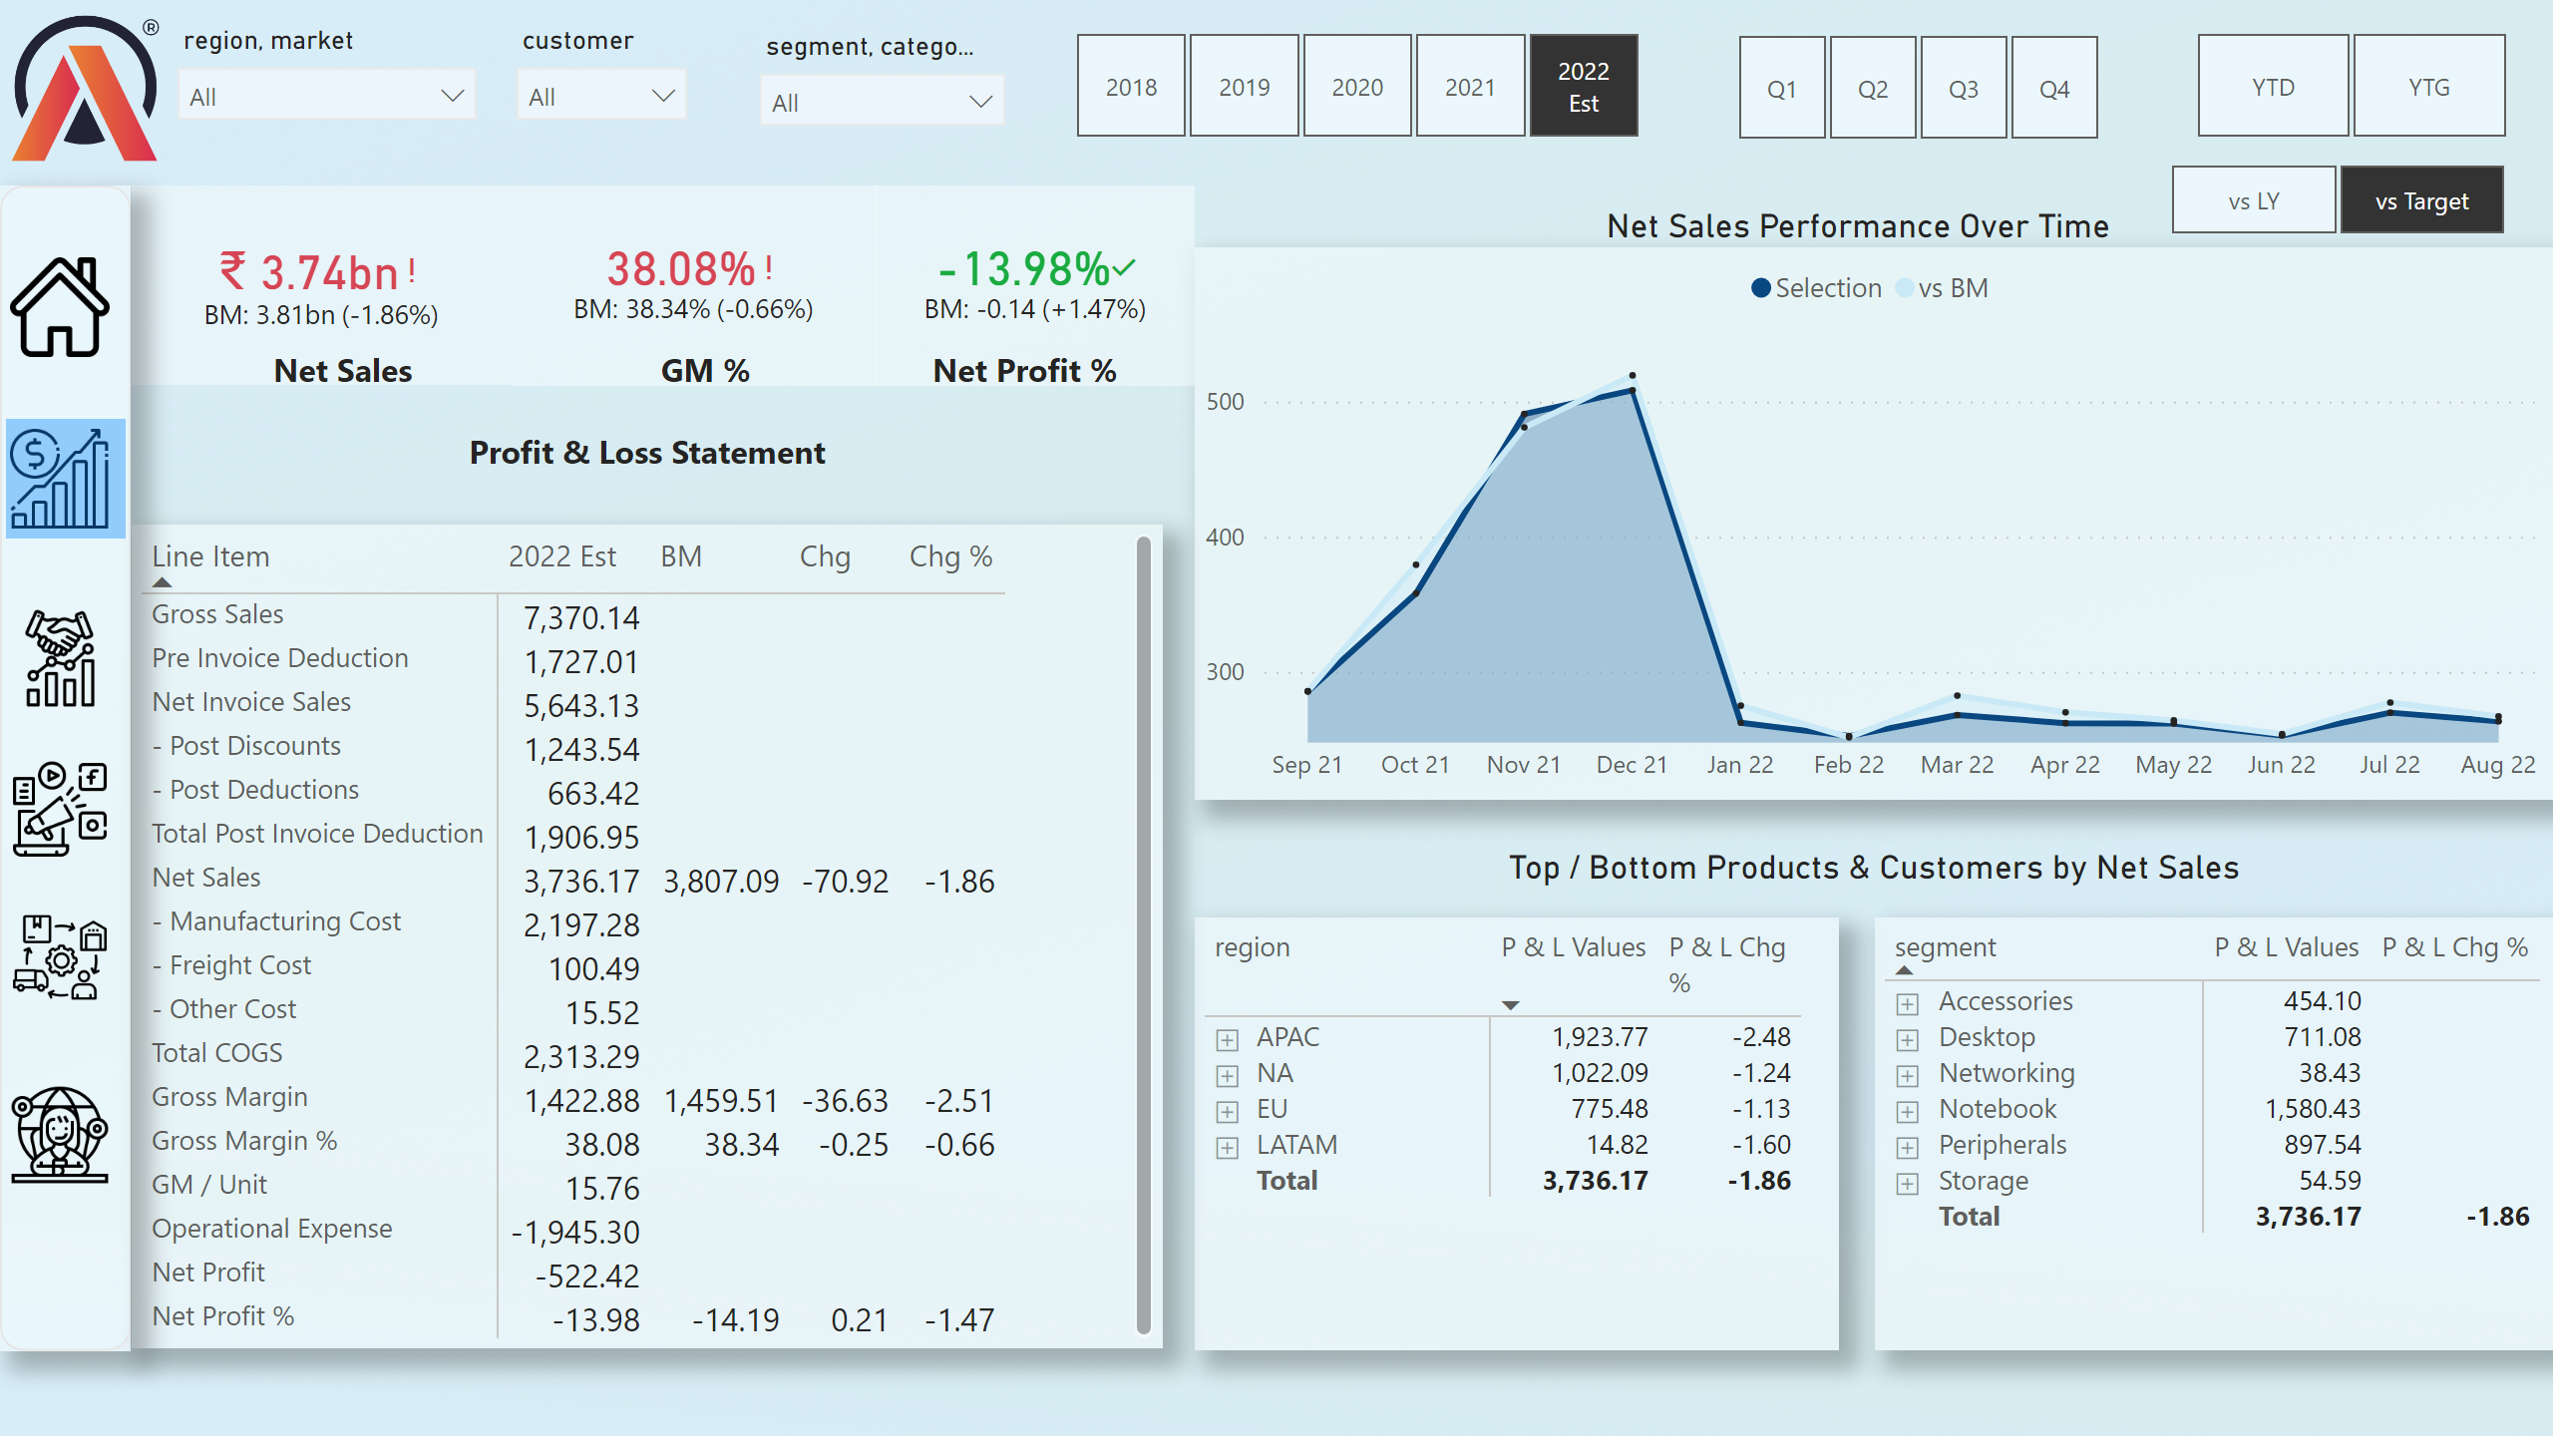 ®
region, market
customer
segment, catego...
All
All
All
2018
2019
2020
2021
2022
Est
Q1
Q2
Q3
Q4
YTD
YTG
vs LY
vs Target
₹ 3.74bn !
BM: 3.81bn (-1.86%)
Net Sales
38.08% !
BM: 38.34% (-0.66%)
GM %
-13.98%✓
BM: -0.14 (+1.47%)
Net Profit %
Net Sales Performance Over Time
Selection vs BM
500
400
300
Sep 21 Oct 21 Nov 21 Dec 21 Jan 22 Feb 22 Mar 22 Apr 22 May 22 Jun 22 Jul 22 Aug 22
Profit & Loss Statement
Line Item 2022 Est BM Chg Chg %
Gross Sales 7,370.14
Pre Invoice Deduction 1,727.01
Net Invoice Sales 5,643.13
- Post Discounts 1,243.54
- Post Deductions 663.42
Total Post Invoice Deduction 1,906.95
Net Sales 3,736.17 3,807.09 -70.92 -1.86
- Manufacturing Cost 2,197.28
- Freight Cost 100.49
- Other Cost 15.52
Total COGS 2,313.29
Gross Margin 1,422.88 1,459.51 -36.63 -2.51
Gross Margin % 38.08 38.34 -0.25 -0.66
GM / Unit 15.76
Operational Expense -1,945.30
Net Profit -522.42
Net Profit % -13.98 -14.19 0.21 -1.47
Top / Bottom Products & Customers by Net Sales
region P & L Values P & L Chg
%
APAC 1,923.77 -2.48
NA 1,022.09 -1.24
EU 775.48 -1.13
LATAM 14.82 -1.60
Total 3,736.17 -1.86
segment P & L Values P & L Chg %
Accessories 454.10
Desktop 711.08
Networking 38.43
Notebook 1,580.43
Peripherals 897.54
Storage 54.59
Total 3,736.17 -1.86